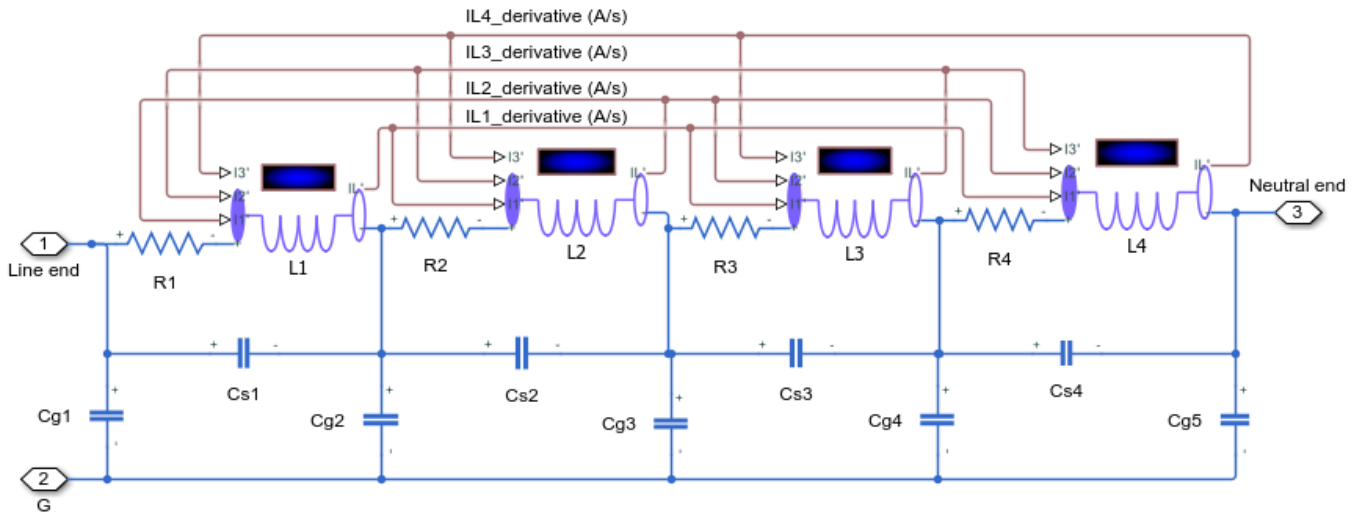 IL4_derivative (A/s)
IL3_derivative (A/s)
IL2_derivative (A/s)
IL1_derivative (A/s)
I3'
I2'
I1'
IL'
I3'
I2'
I1'
IL'
I3'
I2'
I1'
IL'
I3'
I2'
I1'
IL'
Neutral end
3
1
Line end
+ -
R1
L1
+ -
R2
L2
+ -
R3
L3
+ -
R4
L4
+ -
Cs1
+ -
Cs2
+ -
Cs3
+ -
Cs4
+
Cg1
-
+
Cg2
-
+
Cg3
-
+
Cg4
-
+
Cg5
-
2
G